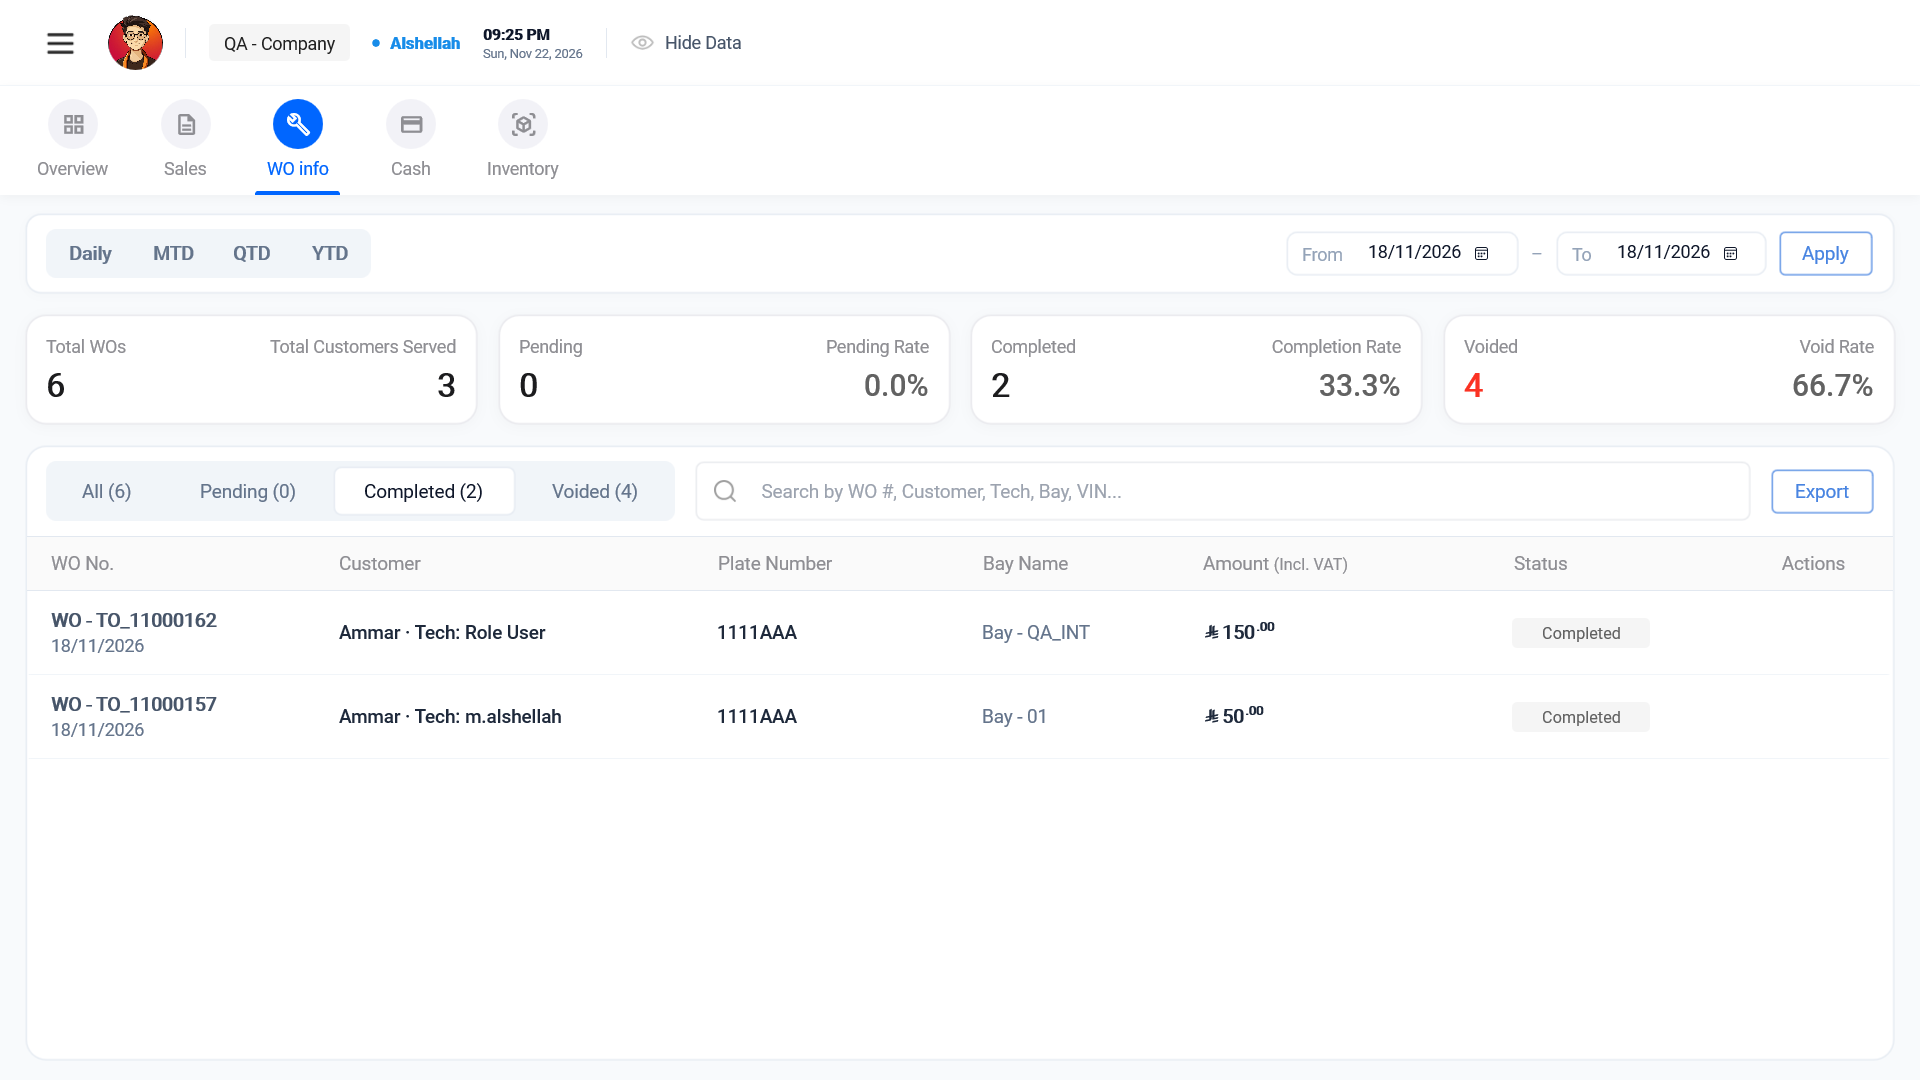 QA - Company
Alshellah
09:25 PM
Sun, Nov 22, 2026
Hide Data
Overview
Sales
WO info
Cash
Inventory
Daily
MTD
QTD
YTD
From 18/11/2026
–
To 18/11/2026
Apply
Total WOs
6
Total Customers Served
3
Pending
0
Pending Rate
0.0%
Completed
2
Completion Rate
33.3%
Voided
4
Void Rate
66.7%
All (6)
Pending (0)
Completed (2)
Voided (4)
Search by WO #, Customer, Tech, Bay, VIN...
Export
WO No.
Customer
Plate Number
Bay Name
Amount (Incl. VAT)
Status
Actions
WO - TO_11000162
18/11/2026
Ammar · Tech: Role User
1111AAA
Bay - QA_INT
150.00
Completed
WO - TO_11000157
18/11/2026
Ammar · Tech: m.alshellah
1111AAA
Bay - 01
50.00
Completed